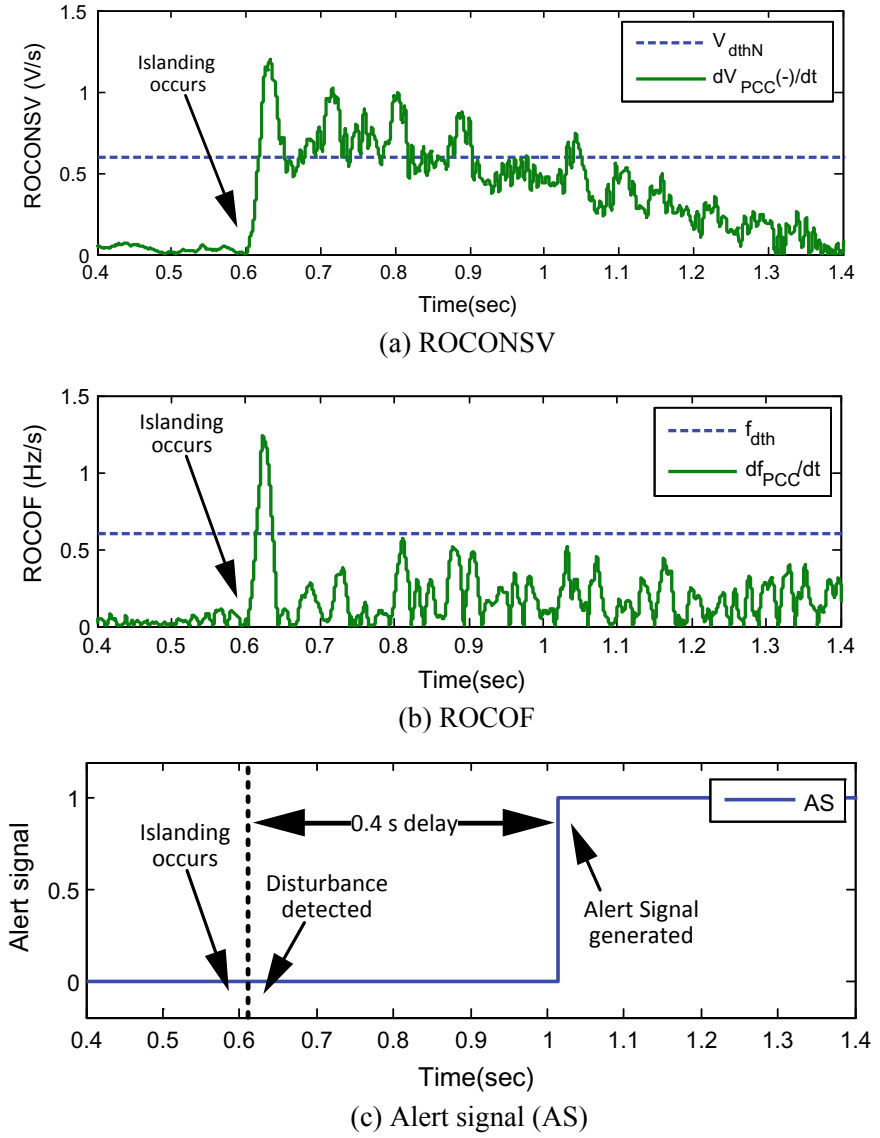 1.5
1
0.5
0
ROCONSV (V/s)
Islanding
occurs
V dthN
dV PCC(-)/dt
0.4 0.5 0.6 0.7 0.8 0.9 1 1.1 1.2 1.3 1.4
Time(sec)
(a) ROCONSV
1.5
1
0.5
0
ROCOF (Hz/s)
Islanding
occurs
fdth
dfPCC/dt
0.4 0.5 0.6 0.7 0.8 0.9 1 1.1 1.2 1.3 1.4
Time(sec)
(b) ROCOF
1
0.5
0
Alert signal
Islanding
occurs
0.4 s delay
Disturbance
detected
Alert Signal
generated
AS
0.4 0.5 0.6 0.7 0.8 0.9 1 1.1 1.2 1.3 1.4
Time(sec)
(c) Alert signal (AS)